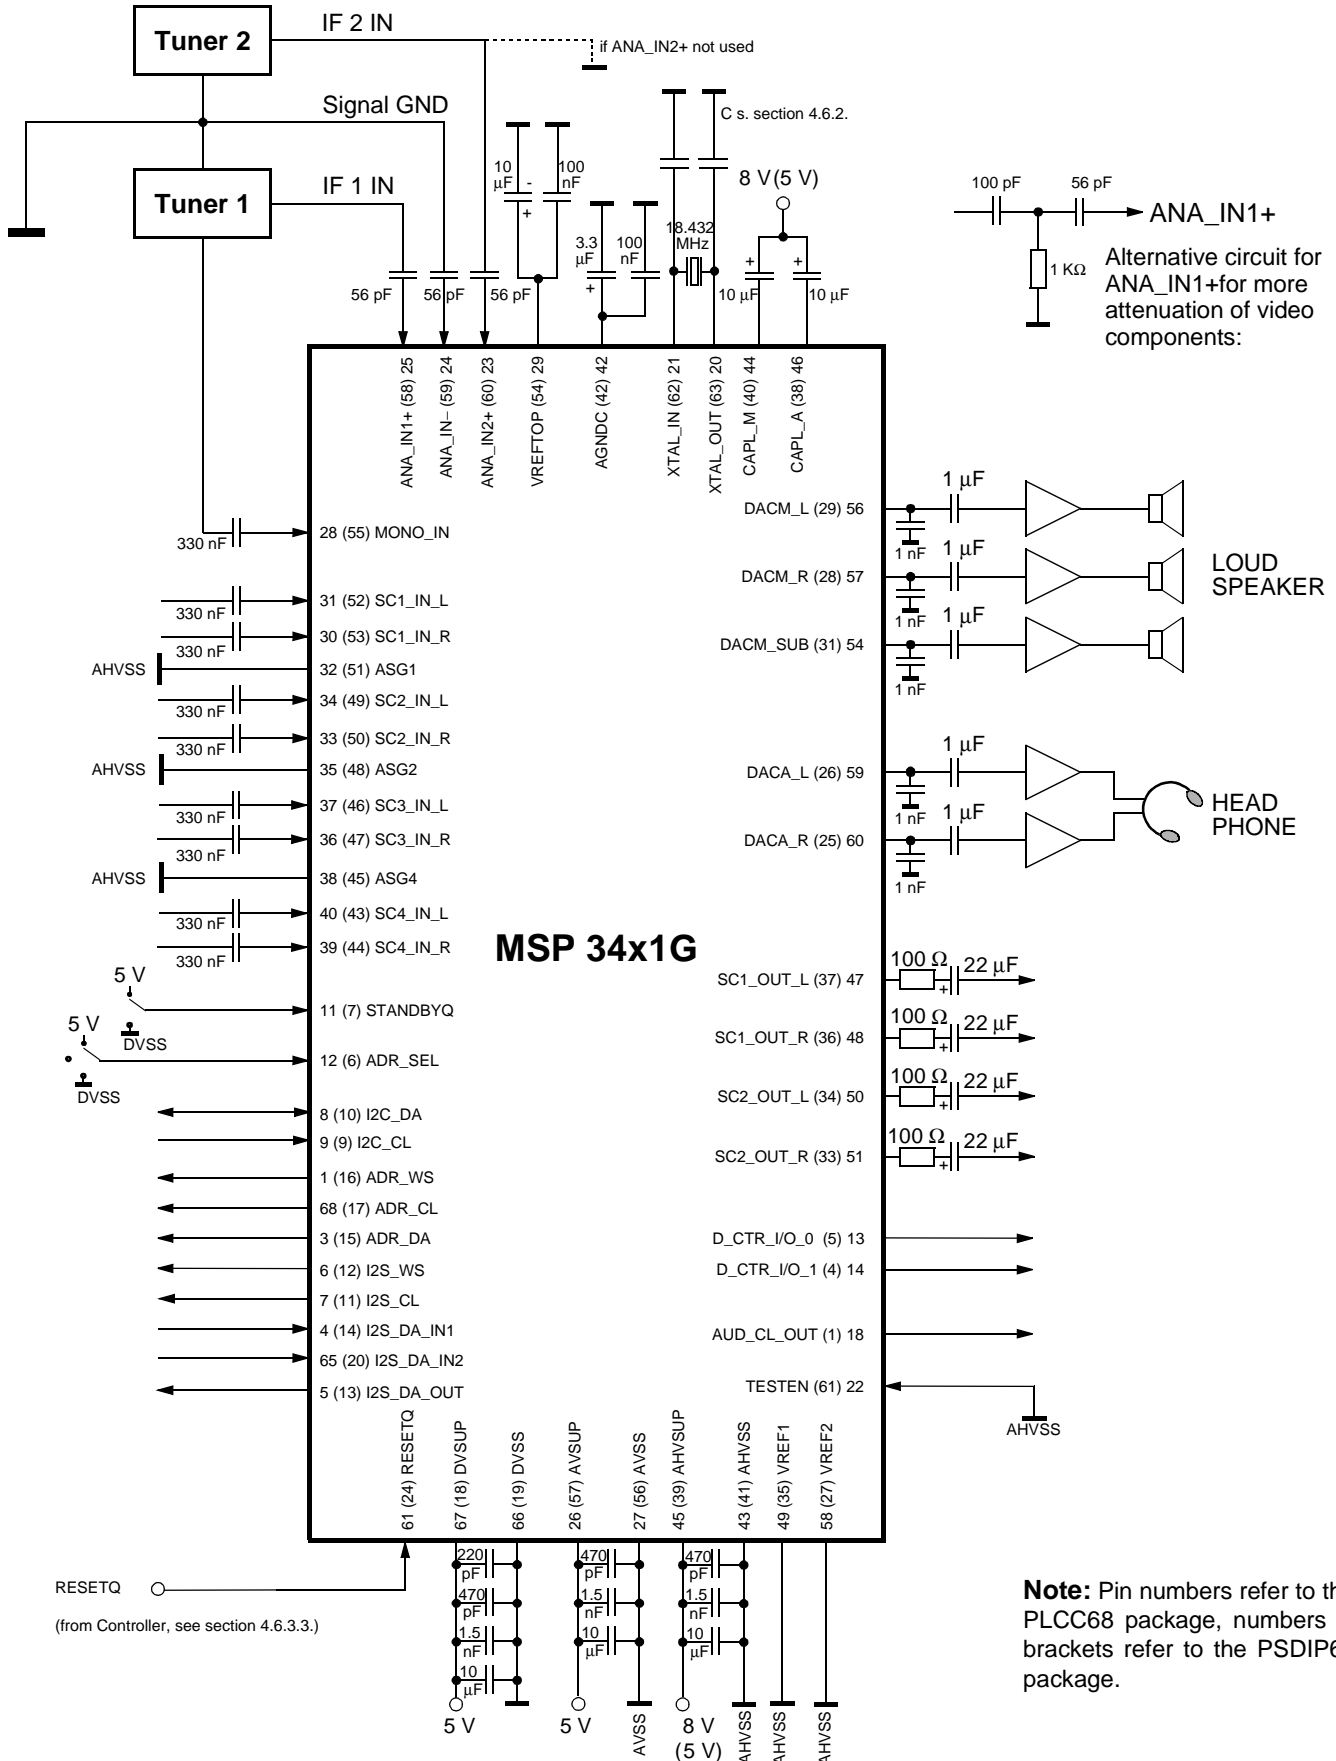 Tuner 2
IF 2 IN
if ANA_IN2+ not used
Signal GND
C s. section 4.6.2.
Tuner 1
IF 1 IN
10
µF
-
+
100
nF
8 V(5 V)
3.3
µF
+
100
nF
18.432
MHz
+
+
10 µF
10 µF
56 pF
56 pF
56 pF
100 pF
56 pF
ANA_IN1+
1 KΩ
Alternative circuit for
ANA_IN1+for more
attenuation of video
components:
ANA_IN1+ (58) 25
ANA_IN− (59) 24
ANA_IN2+ (60) 23
VREFTOP (54) 29
AGNDC (42) 42
XTAL_IN (62) 21
XTAL_OUT (63) 20
CAPL_M (40) 44
CAPL_A (38) 46
330 nF
28 (55) MONO_IN
330 nF
31 (52) SC1_IN_L
330 nF
30 (53) SC1_IN_R
AHVSS
32 (51) ASG1
330 nF
34 (49) SC2_IN_L
330 nF
33 (50) SC2_IN_R
AHVSS
35 (48) ASG2
330 nF
37 (46) SC3_IN_L
330 nF
36 (47) SC3_IN_R
AHVSS
38 (45) ASG4
330 nF
40 (43) SC4_IN_L
330 nF
39 (44) SC4_IN_R
5 V
DVSS
11 (7) STANDBYQ
5 V
DVSS
12 (6) ADR_SEL
8 (10) I2C_DA
9 (9) I2C_CL
1 (16) ADR_WS
68 (17) ADR_CL
3 (15) ADR_DA
6 (12) I2S_WS
7 (11) I2S_CL
4 (14) I2S_DA_IN1
65 (20) I2S_DA_IN2
5 (13) I2S_DA_OUT
MSP 34x1G
DACM_L (29) 56
1 µF
1 nF
DACM_R (28) 57
1 µF
1 nF
DACM_SUB (31) 54
1 µF
1 nF
LOUD
SPEAKER
DACA_L (26) 59
1 µF
1 nF
DACA_R (25) 60
1 µF
1 nF
HEAD
PHONE
SC1_OUT_L (37) 47
100 Ω
+
22 µF
SC1_OUT_R (36) 48
100 Ω
+
22 µF
SC2_OUT_L (34) 50
100 Ω
+
22 µF
SC2_OUT_R (33) 51
100 Ω
+
22 µF
D_CTR_I/O_0 (5) 13
D_CTR_I/O_1 (4) 14
AUD_CL_OUT (1) 18
TESTEN (61) 22
AHVSS
61 (24) RESETQ
67 (18) DVSUP
66 (19) DVSS
26 (57) AVSUP
27 (56) AVSS
45 (39) AHVSUP
43 (41) AHVSS
49 (35) VREF1
58 (27) VREF2
RESETQ
(from Controller, see section 4.6.3.3.)
220
pF
470
pF
1.5
nF
10
µF
5 V
470
pF
1.5
nF
10
µF
5 V
AVSS
470
pF
1.5
nF
10
µF
8 V
(5 V)
AHVSS
AHVSS
AHVSS
Note: Pin numbers refer to th
PLCC68 package, numbers
brackets refer to the PSDIP6
package.